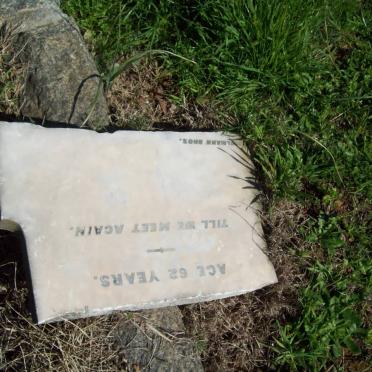 AGE 62 YEARS.
TILL WE MEET AGAIN.
BROS.